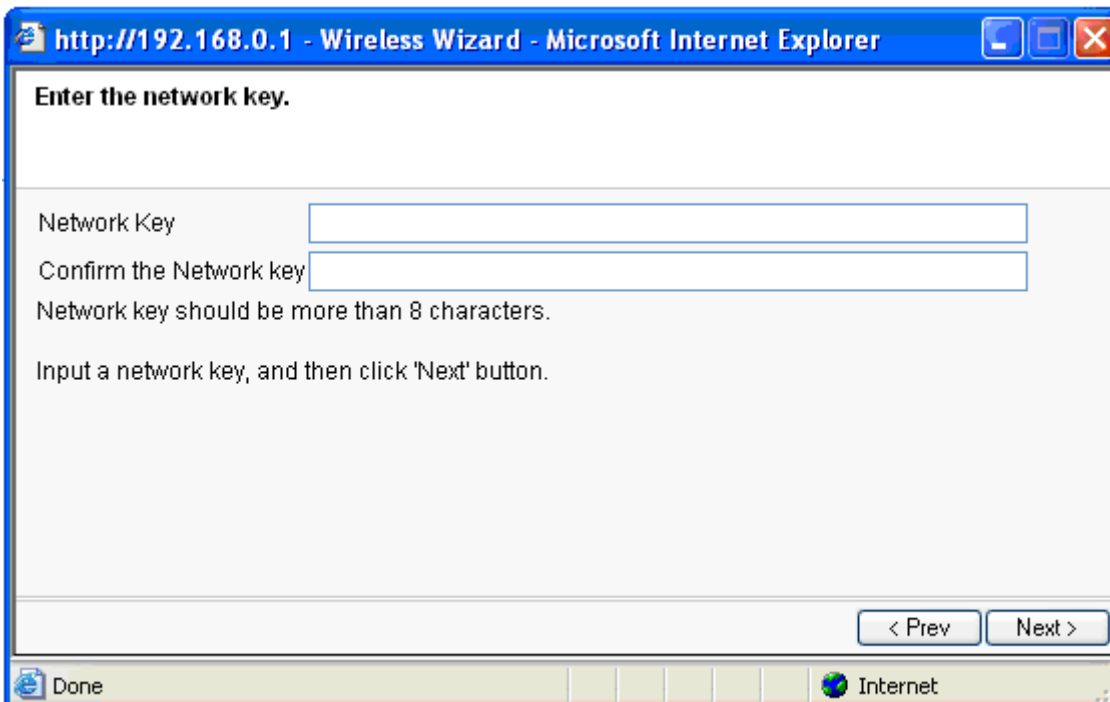 http://192.168.0.1 - Wireless Wizard - Microsoft Internet Explorer
Enter the network key.
Network Key
Confirm the Network key
Network key should be more than 8 characters.
Input a network key, and then click 'Next' button.
< Prev
Next >
Done
Internet